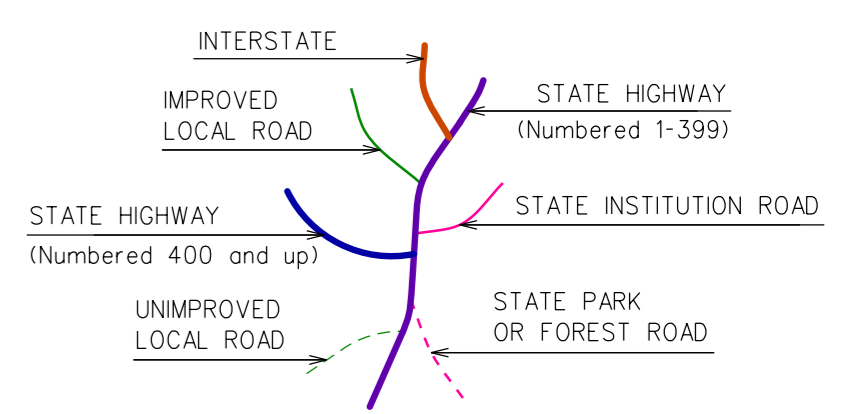 INTERSTATE
STATE HIGHWAY
(Numbered 1-399)
IMPROVED
LOCAL ROAD
STATE INSTITUTION ROAD
STATE HIGHWAY
(Numbered 400 and up)
UNIMPROVED
LOCAL ROAD
STATE PARK
OR FOREST ROAD